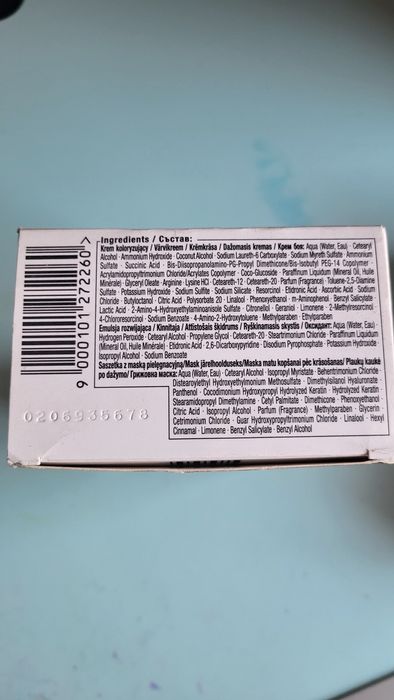 Ingredients / Състав:
Krem koloryzujący / Värvikreem / Krēmkrāsa / Dažomasis kremas / Крем боя: Aqua (Water, Eau) · Cetearyl
Alcohol · Ammonium Hydroxide · Coconut Alcohol · Sodium Laureth-6 Carboxylate · Sodium Myreth Sulfate · Ammonium
Sulfate · Succinic Acid · Bis-Diisopropanolamino-PG-Propyl Dimethicone/Bis-Isobutyl PEG-14 Copolymer ·
Acrylamidopropyltrimonium Chloride/Acrylates Copolymer · Coco-Glucoside · Paraffinum Liquidum (Mineral Oil, Huile
Minérale) · Glyceryl Oleate · Arginine · Lysine HCl · Ceteareth-12 · Ceteareth-20 · Parfum (Fragrance) · Toluene-2,5-Diamine
Sulfate · Potassium Hydroxide · Sodium Sulfite · Sodium Silicate · Resorcinol · Etidronic Acid · Ascorbic Acid · Sodium
Chloride · Butyloctanol · Citric Acid · Polysorbate 20 · Linalool · Phenoxyethanol · m-Aminophenol · Benzyl Salicylate
Lactic Acid · 2-Amino-4-Hydroxyethylaminoanisole Sulfate · Citronellol · Geraniol · Limonene · 2-Methylresorcinol
4-Chlororesorcinol · Sodium Benzoate · 4-Amino-2-Hydroxytoluene · Methylparaben · Ethylparaben
Emulsja rozwijająca / Kinnitaja / Attīstošais šķidrums / Ryškinamasis skystis / Оксидант: Aqua (Water, Eau) ·
Hydrogen Peroxide · Cetearyl Alcohol · Propylene Glycol · Ceteareth-20 · Steartrimonium Chloride · Paraffinum Liquidum
(Mineral Oil, Huile Minérale) · Etidronic Acid · 2,6-Dicarboxypyridine · Disodium Pyrophosphate · Potassium Hydroxide
Isopropyl Alcohol · Sodium Benzoate
Saszetka z maską pielęgnacyjną/Mask järelhoolduseks/Maska matu kopšanai pēc krāsošanas/ Plaukų kaukė
po dažymo/ Грижовна маска: Aqua (Water, Eau) · Cetearyl Alcohol · Isopropyl Myristate · Behentrimonium Chloride ·
Distearoylethyl Hydroxyethylmonium Methosulfate · Dimethylsilanol Hyaluronate
Panthenol · Cocodimonium Hydroxypropyl Hydrolyzed Keratin · Hydrolyzed Keratin
Stearamidopropyl Dimethylamine · Cetyl Palmitate · Dimethicone · Phenoxyethanol ·
Citric Acid · Isopropyl Alcohol · Parfum (Fragrance) · Methylparaben · Glycerin ·
Cetrimonium Chloride · Guar Hydroxypropyltrimonium Chloride · Linalool · Hexyl
Cinnamal · Limonene · Benzyl Salicylate · Benzyl Alcohol
9 000101 272260 >
0206935678